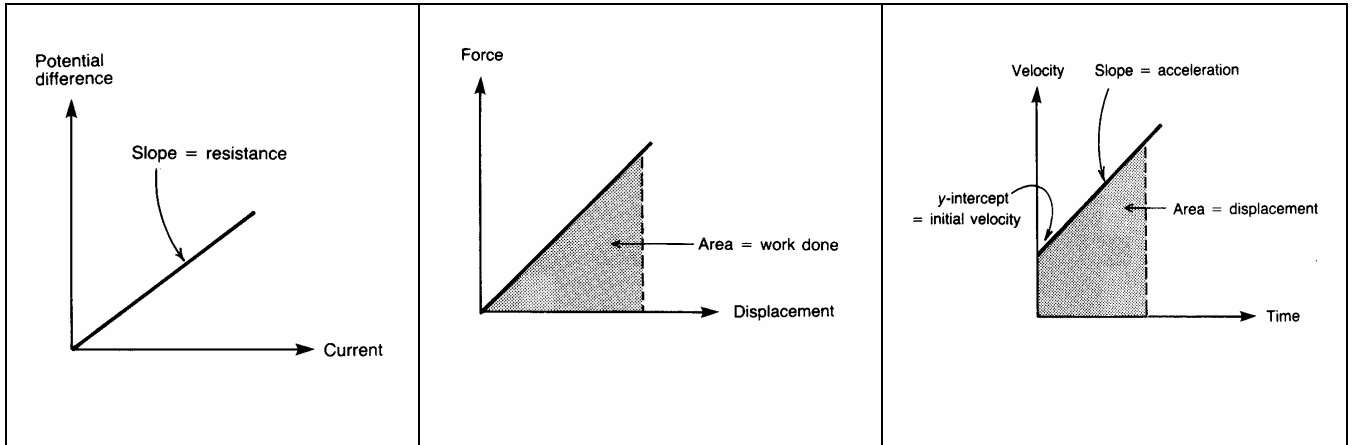 Potential
difference
Slope = resistance
Current
Force
Area = work done
Displacement
Velocity
Slope = acceleration
y-intercept
= initial velocity
Area = displacement
Time